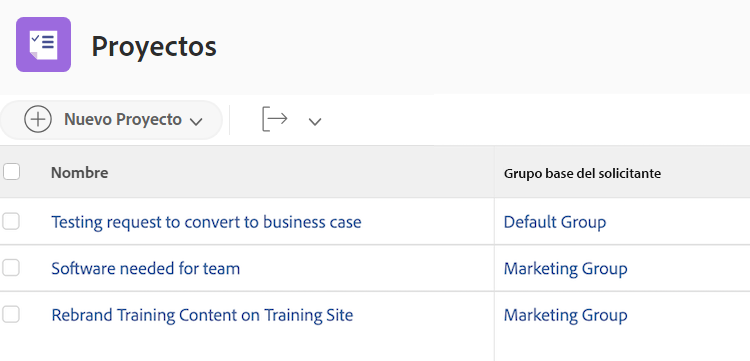 Proyectos
Nuevo Proyecto
Nombre Grupo base del solicitante
Testing request to convert to business case Default Group
Software needed for team Marketing Group
Rebrand Training Content on Training Site Marketing Group